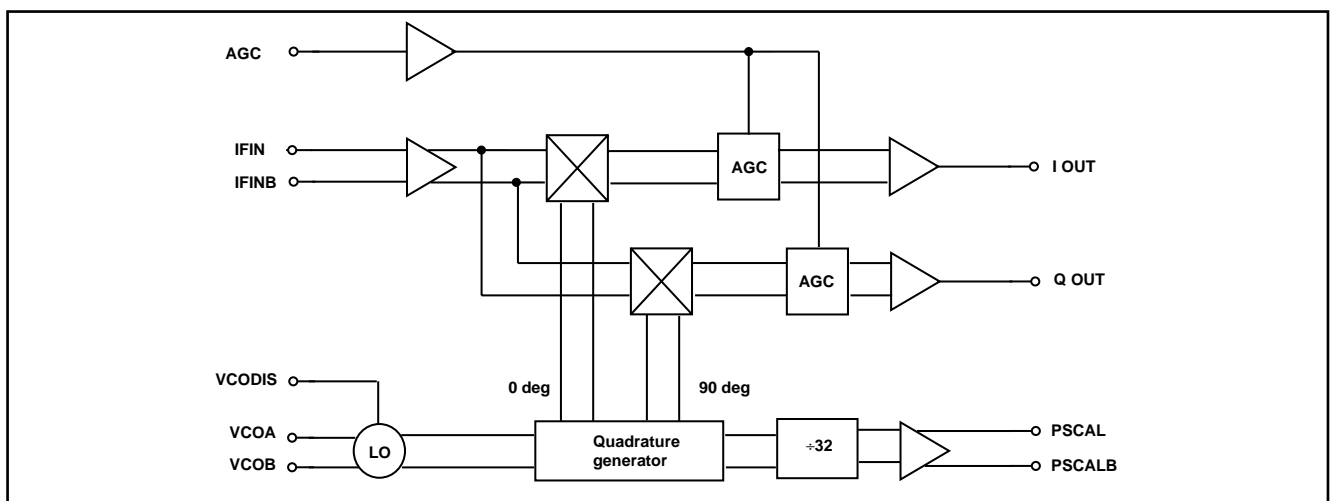 AGC
IFIN
IFINB
AGC
I OUT
AGC
Q OUT
VCODIS
0 deg
90 deg
VCOA
VCOB
LO
Quadrature
generator
÷32
PSCAL
PSCALB